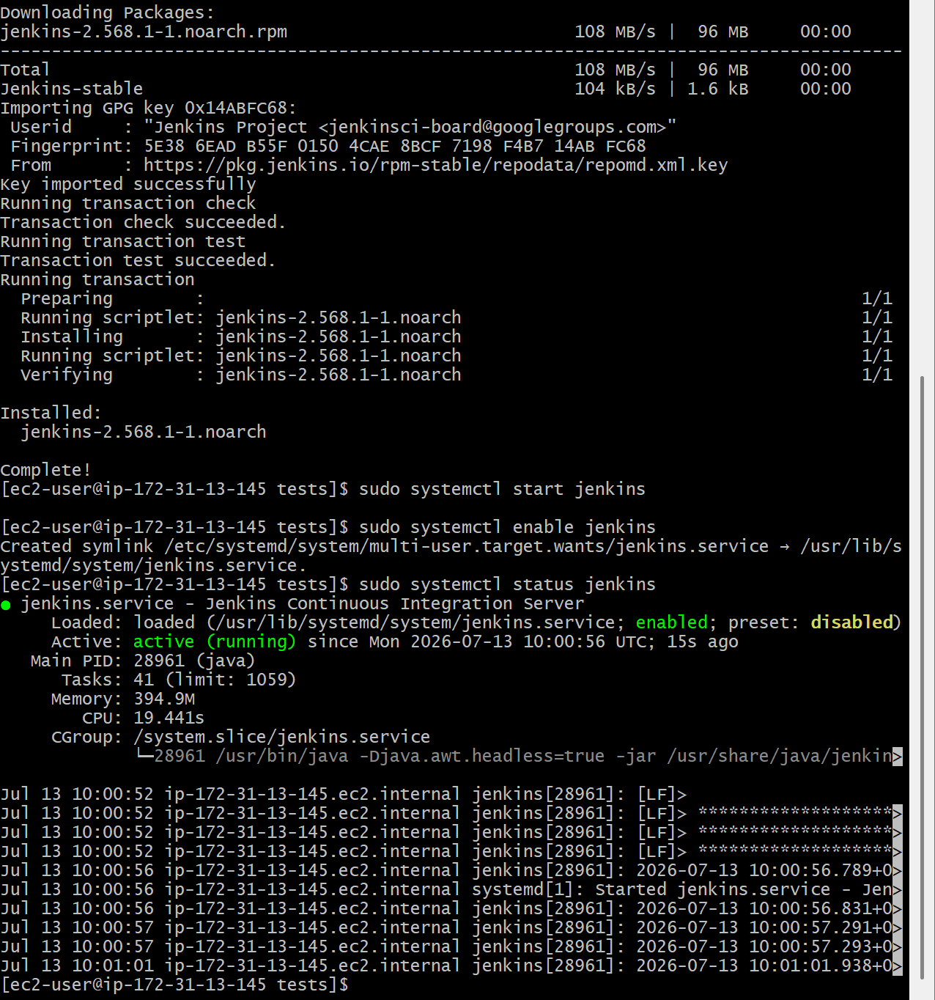 Downloading Packages:
jenkins-2.568.1-1.noarch.rpm                            108 MB/s |  96 MB     00:00
----------------------------------------------------------------------------------------
Total                                                   108 MB/s |  96 MB     00:00
Jenkins-stable                                          104 kB/s | 1.6 kB     00:00
Importing GPG key 0x14ABFC68:
 Userid     : "Jenkins Project <jenkinsci-board@googlegroups.com>"
 Fingerprint: 5E38 6EAD B55F 0150 4CAE 8BCF 7198 F4B7 14AB FC68
 From       : https://pkg.jenkins.io/rpm-stable/repodata/repomd.xml.key
Key imported successfully
Running transaction check
Transaction check succeeded.
Running transaction test
Transaction test succeeded.
Running transaction
  Preparing        :                                                                1/1
  Running scriptlet: jenkins-2.568.1-1.noarch                                       1/1
  Installing       : jenkins-2.568.1-1.noarch                                       1/1
  Running scriptlet: jenkins-2.568.1-1.noarch                                       1/1
  Verifying        : jenkins-2.568.1-1.noarch                                       1/1

Installed:
  jenkins-2.568.1-1.noarch

Complete!
[ec2-user@ip-172-31-13-145 tests]$ sudo systemctl start jenkins

[ec2-user@ip-172-31-13-145 tests]$ sudo systemctl enable jenkins
Created symlink /etc/systemd/system/multi-user.target.wants/jenkins.service → /usr/lib/s
ystemd/system/jenkins.service.
[ec2-user@ip-172-31-13-145 tests]$ sudo systemctl status jenkins
● jenkins.service - Jenkins Continuous Integration Server
     Loaded: loaded (/usr/lib/systemd/system/jenkins.service; enabled; preset: disabled)
     Active: active (running) since Mon 2026-07-13 10:00:56 UTC; 15s ago
   Main PID: 28961 (java)
      Tasks: 41 (limit: 1059)
     Memory: 394.9M
        CPU: 19.441s
     CGroup: /system.slice/jenkins.service
             └─28961 /usr/bin/java -Djava.awt.headless=true -jar /usr/share/java/jenkin>

Jul 13 10:00:52 ip-172-31-13-145.ec2.internal jenkins[28961]: [LF]>
Jul 13 10:00:52 ip-172-31-13-145.ec2.internal jenkins[28961]: [LF]> *******************>
Jul 13 10:00:52 ip-172-31-13-145.ec2.internal jenkins[28961]: [LF]> *******************>
Jul 13 10:00:52 ip-172-31-13-145.ec2.internal jenkins[28961]: [LF]> *******************>
Jul 13 10:00:56 ip-172-31-13-145.ec2.internal jenkins[28961]: 2026-07-13 10:00:56.789+0>
Jul 13 10:00:56 ip-172-31-13-145.ec2.internal systemd[1]: Started jenkins.service - Jen>
Jul 13 10:00:56 ip-172-31-13-145.ec2.internal jenkins[28961]: 2026-07-13 10:00:56.831+0>
Jul 13 10:00:57 ip-172-31-13-145.ec2.internal jenkins[28961]: 2026-07-13 10:00:57.291+0>
Jul 13 10:00:57 ip-172-31-13-145.ec2.internal jenkins[28961]: 2026-07-13 10:00:57.293+0>
Jul 13 10:01:01 ip-172-31-13-145.ec2.internal jenkins[28961]: 2026-07-13 10:01:01.938+0>
[ec2-user@ip-172-31-13-145 tests]$